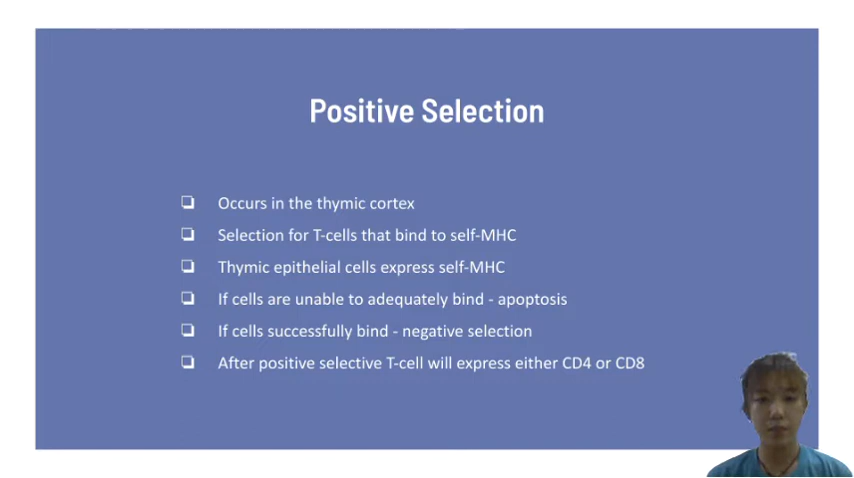 Positive Selection
Occurs in the thymic cortex
Selection for T-cells that bind to self-MHC
Thymic epithelial cells express self-MHC
If cells are unable to adequately bind - apoptosis
If cells successfully bind - negative selection
After positive selective T-cell will express either CD4 or CD8